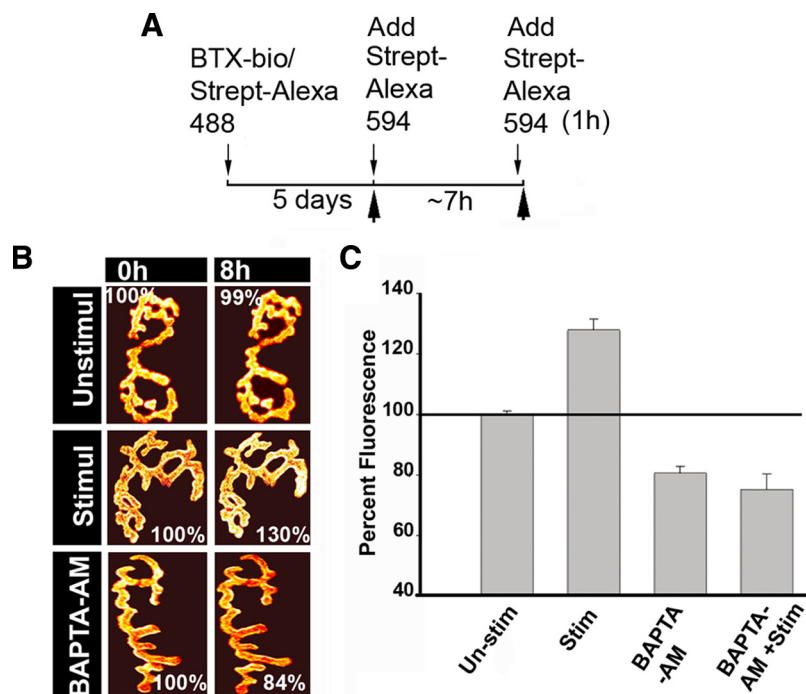 A
BTX-bio/
Strept-Alexa
488
Add
Strept-
Alexa
594
Add
Strept-
Alexa
594 (1h)
5 days
~7h
B
0h
8h
Unstimul
100%
99%
Stimul
100%
130%
BAPTA-AM
100%
84%
C
Percent Fluorescence
140
120
100
80
60
40
Un-stim
Stim
BAPTA
-AM
BAPTA-
AM +Stim